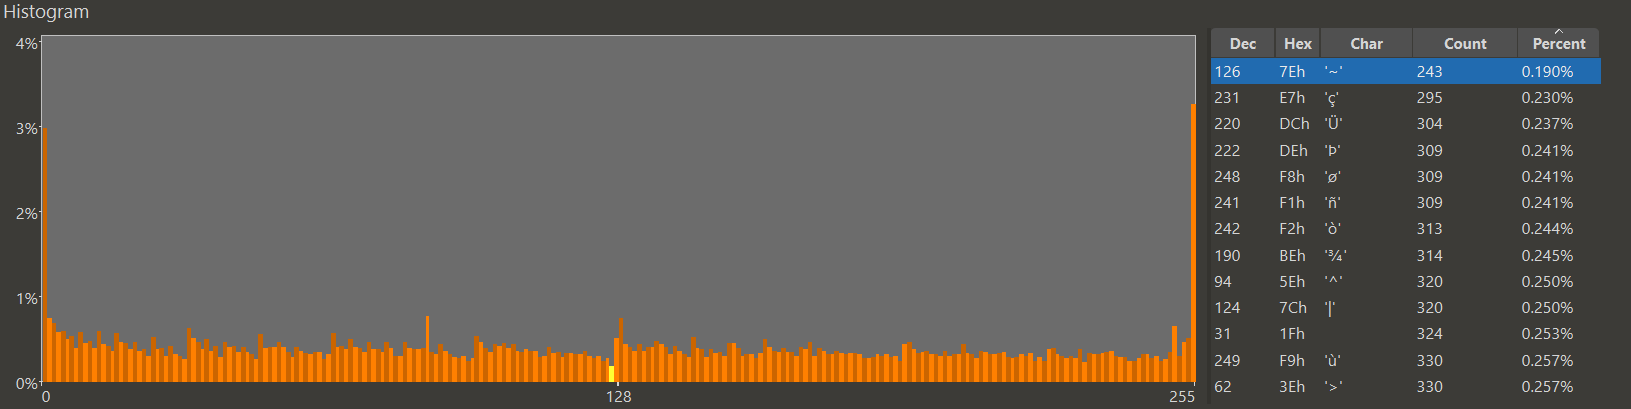 Histogram
4%
3%
2%
1%
0%
0 128 255
Dec Hex Char Count Percent
126 7Eh '~' 243 0.190%
231 E7h 'ç' 295 0.230%
220 DCh 'Ü' 304 0.237%
222 DEh 'Þ' 309 0.241%
248 F8h 'ø' 309 0.241%
241 F1h 'ñ' 309 0.241%
242 F2h 'ò' 313 0.244%
190 BEh '¾' 314 0.245%
94 5Eh '^' 320 0.250%
124 7Ch '|' 320 0.250%
31 1Fh 324 0.253%
249 F9h 'ù' 330 0.257%
62 3Eh '>' 330 0.257%